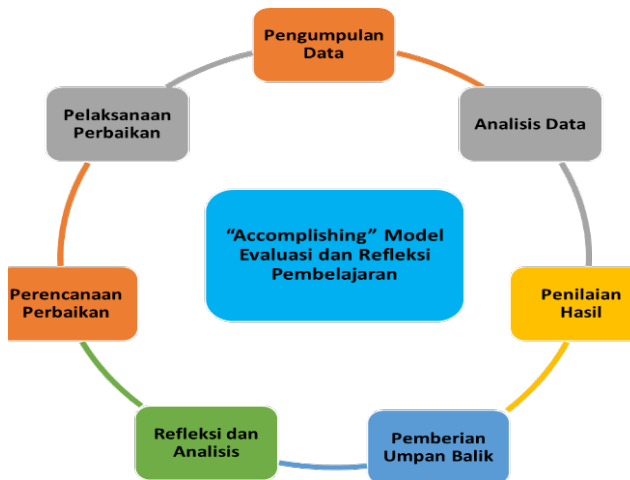 Pengumpulan
Data
Analisis Data
Penilaian
Hasil
Pemberian
Umpan Balik
Refleksi dan
Analisis
Perencanaan
Perbaikan
Pelaksanaan
Perbaikan
“Accomplishing” Model
Evaluasi dan Refleksi
Pembelajaran